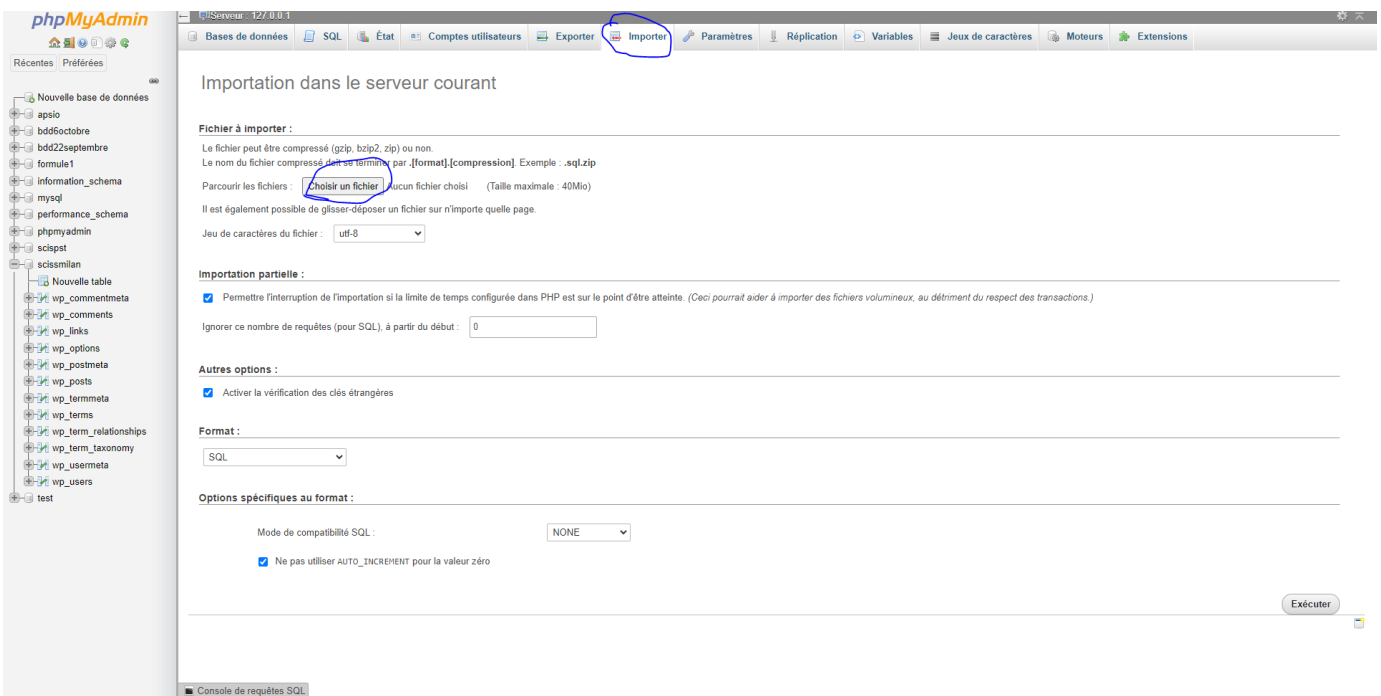 phpMyAdmin
Récentes Préférées
Nouvelle base de données
apsio
bdd6octobre
bdd22septembre
formule1
information_schema
mysql
performance_schema
phpmyadmin
scispst
scissmilan
Nouvelle table
wp_commentmeta
wp_comments
wp_links
wp_options
wp_postmeta
wp_posts
wp_termmeta
wp_terms
wp_term_relationships
wp_term_taxonomy
wp_usermeta
wp_users
test
Serveur : 127.0.0.1
Bases de données SQL État Comptes utilisateurs Exporter Importer Paramètres Réplication Variables Jeux de caractères Moteurs Extensions
Importation dans le serveur courant
Fichier à importer :
Le fichier peut être compressé (gzip, bzip2, zip) ou non.
Le nom du fichier compressé doit se terminer par .[format].[compression]. Exemple : .sql.zip
Parcourir les fichiers : Choisir un fichier Aucun fichier choisi (Taille maximale : 40Mio)
Il est également possible de glisser-déposer un fichier sur n'importe quelle page.
Jeu de caractères du fichier : utf-8
Importation partielle :
Permettre l'interruption de l'importation si la limite de temps configurée dans PHP est sur le point d'être atteinte. (Ceci pourrait aider à importer des fichiers volumineux, au détriment du respect des transactions.)
Ignorer ce nombre de requêtes (pour SQL), à partir du début : 0
Autres options :
Activer la vérification des clés étrangères
Format :
SQL
Options spécifiques au format :
Mode de compatibilité SQL : NONE
Ne pas utiliser AUTO_INCREMENT pour la valeur zéro
Exécuter
Console de requêtes SQL